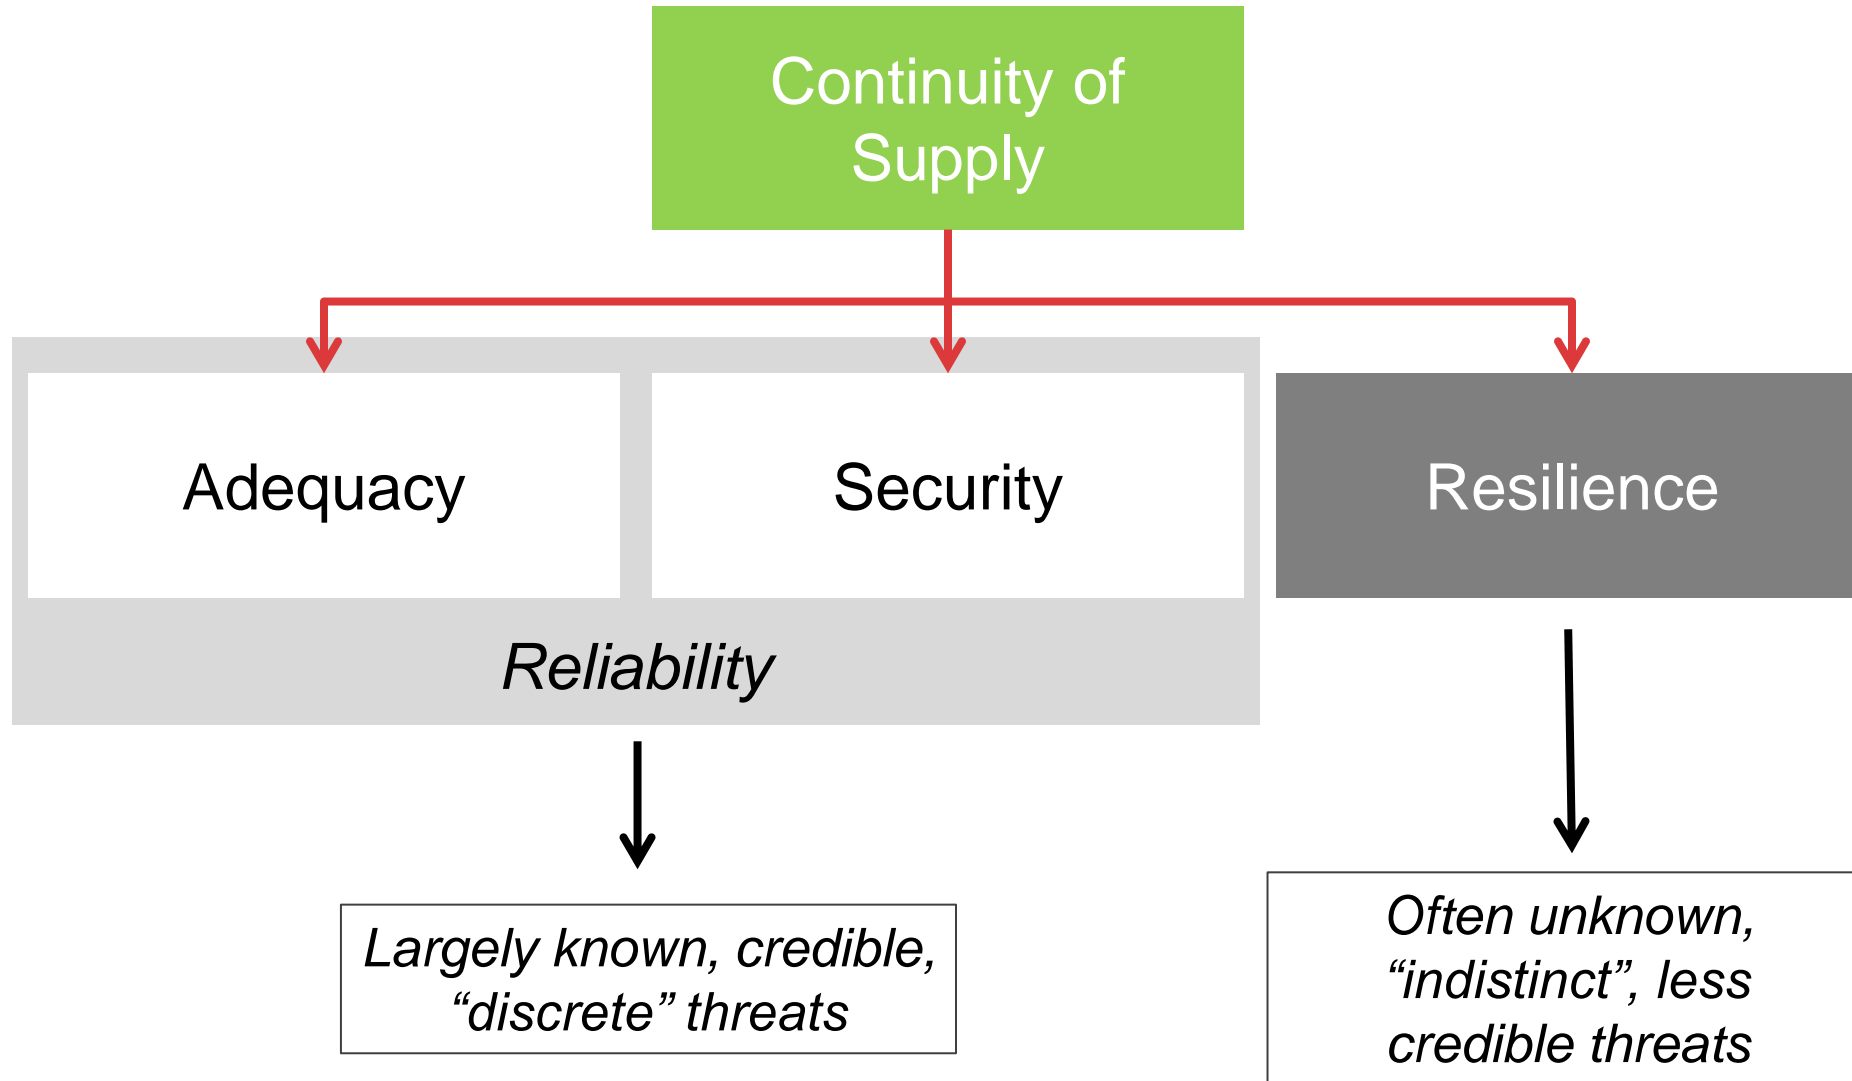 Continuity of
Supply
Adequacy
Security
Resilience
Reliability
Largely known, credible,
“discrete” threats
Often unknown,
“indistinct”, less
credible threats